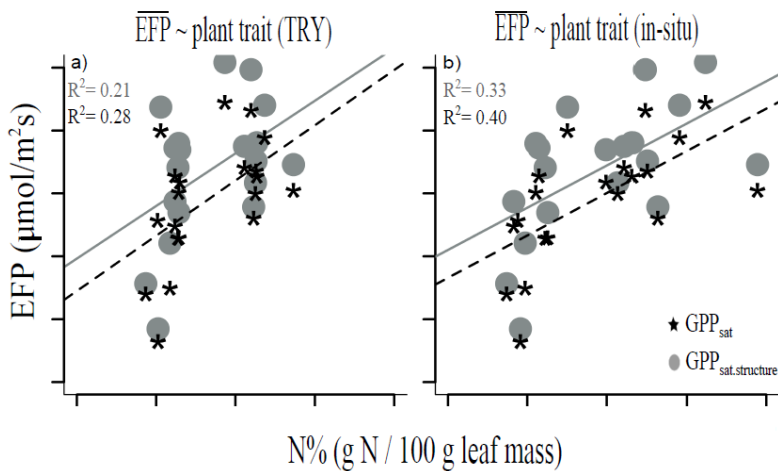 EFP ~ plant trait (TRY)
EFP ~ plant trait (in-situ)
a)
R²= 0.21
R²= 0.28
b)
R²= 0.33
R²= 0.40
EFP (µmol/m²s)
GPPsat
GPPsat.structure
N% (g N / 100 g leaf mass)